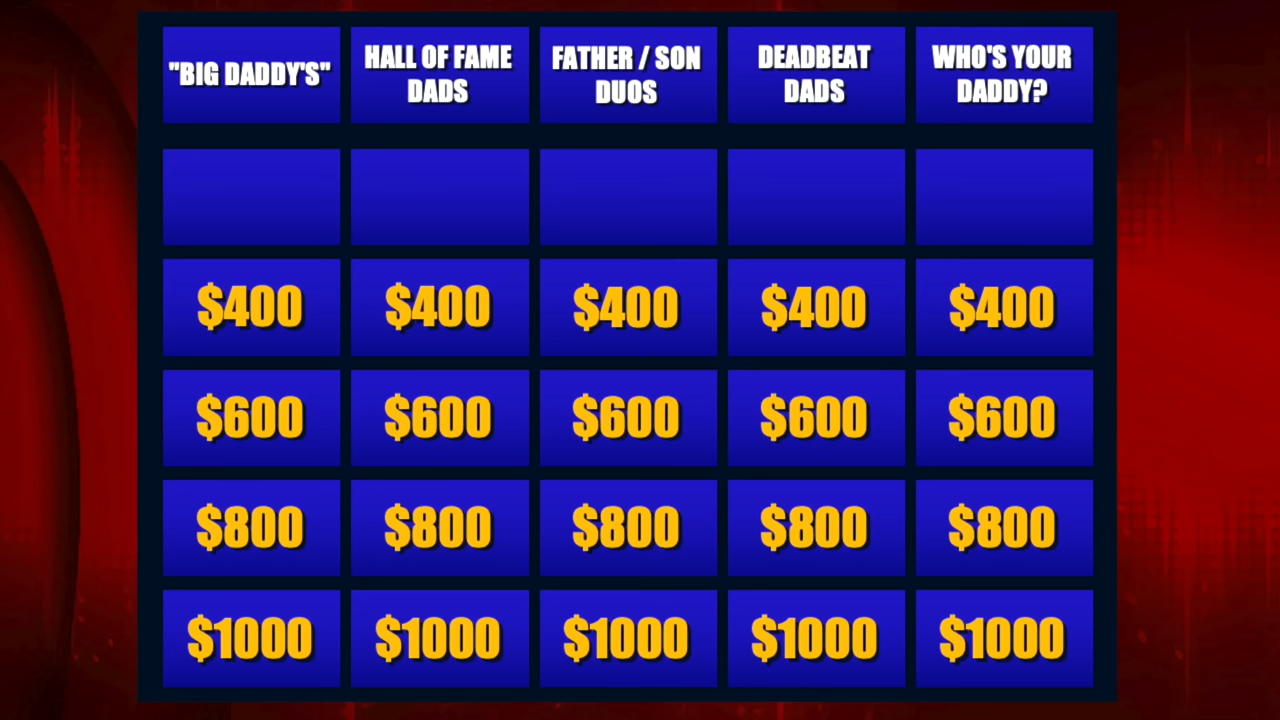 "BIG DADDY'S"
HALL OF FAME
DADS
FATHER / SON
DUOS
DEADBEAT
DADS
WHO'S YOUR
DADDY?
$400 $400 $400 $400 $400
$600 $600 $600 $600 $600
$800 $800 $800 $800 $800
$1000 $1000 $1000 $1000 $1000